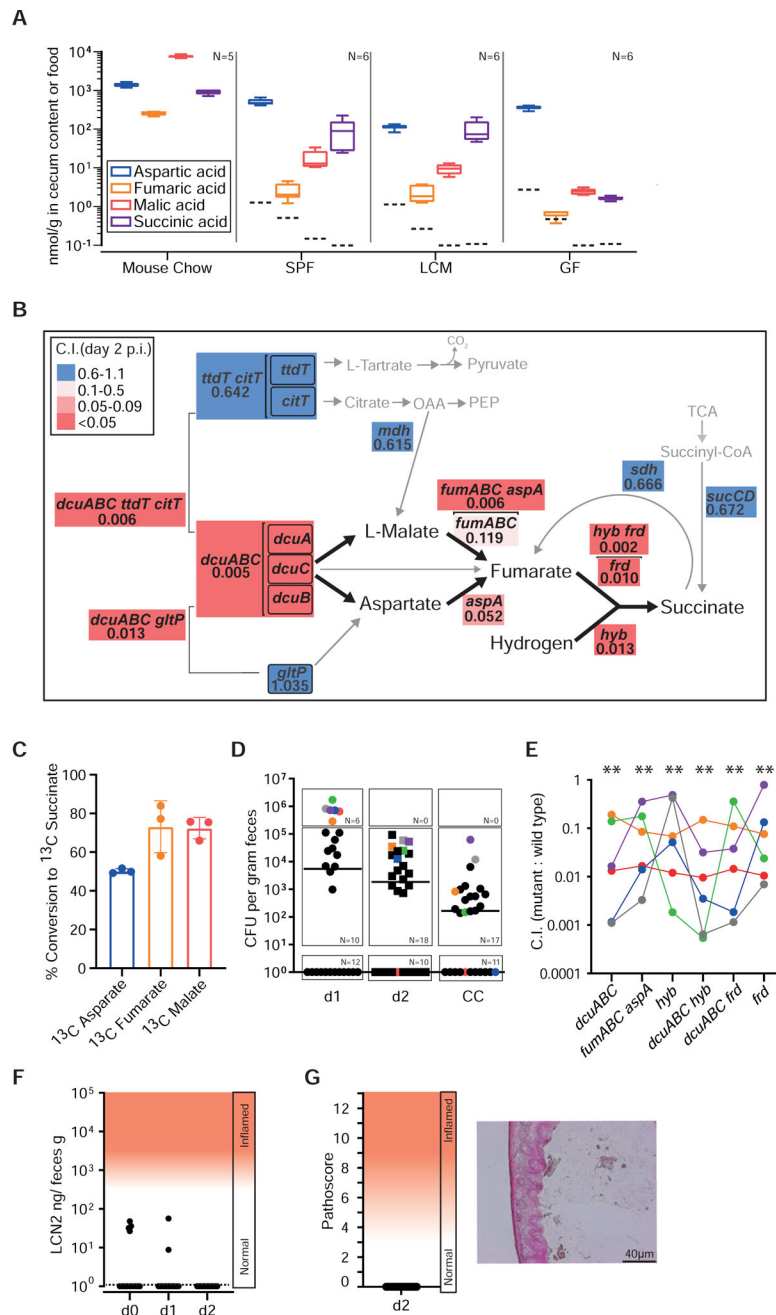 A
nmol/g in cecum content or food
10⁴
10³
10²
10¹
10⁰
10⁻¹
N=5
N=6
N=6
N=6
Aspartic acid
Fumaric acid
Malic acid
Succinic acid
Mouse Chow
SPF
LCM
GF
B
C.I.(day 2 p.i.)
0.6-1.1
0.1-0.5
0.05-0.09
<0.05
ttdT citT
0.642
ttdT
citT
L-Tartrate
CO₂
Pyruvate
Citrate
OAA
PEP
mdh
0.615
TCA
Succinyl-CoA
sdh
0.666
sucCD
0.672
dcuABC ttdT citT
0.006
fumABC aspA
0.006
fumABC
0.119
L-Malate
dcuABC
0.005
dcuA
dcuC
dcuB
Fumarate
hyb frd
0.002
frd
0.010
Aspartate
aspA
0.052
Succinate
dcuABC gltP
0.013
Hydrogen
hyb
0.013
gltP
1.035
C
% Conversion to ¹³C Succinate
100
80
60
40
20
0
¹³C Asparate
¹³C Fumarate
¹³C Malate
D
CFU per gram feces
10⁷
10⁶
10⁵
10⁴
10³
10²
10¹
10⁰
N=6
N=0
N=0
N=10
N=18
N=17
N=12
N=10
N=11
d1
d2
CC
E
** ** ** ** ** **
C.I. (mutant : wild type)
1
0.1
0.01
0.001
0.0001
dcuABC
fumABC aspA
hyb
dcuABC hyb
dcuABC frd
frd
F
LCN2 ng/ feces g
10⁵
10⁴
10³
10²
10¹
10⁰
Inflamed
Normal
d0
d1
d2
G
Pathoscore
13
12
11
10
9
8
7
6
5
4
3
2
1
0
Inflamed
Normal
d2
40µm